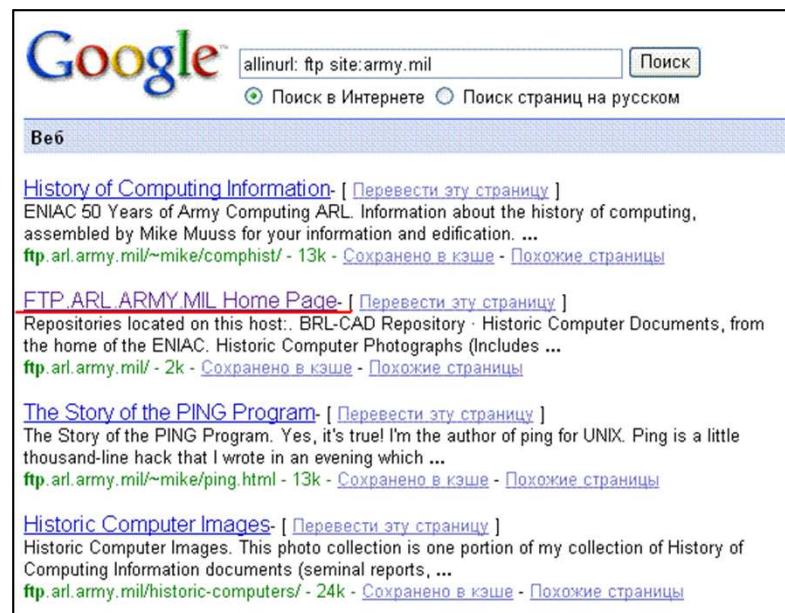 Google
allinurl: ftp site:army.mil
Поиск
Поиск в Интернете Поиск страниц на русском
Веб
History of Computing Information- [ Перевести эту страницу ]
ENIAC 50 Years of Army Computing ARL. Information about the history of computing,
assembled by Mike Muuss for your information and edification. ...
ftp.arl.army.mil/~mike/comphist/ - 13k - Сохранено в кэше - Похожие страницы
FTP.ARL.ARMY.MIL Home Page- [ Перевести эту страницу ]
Repositories located on this host:. BRL-CAD Repository · Historic Computer Documents, from
the home of the ENIAC. Historic Computer Photographs (Includes ...
ftp.arl.army.mil/ - 2k - Сохранено в кэше - Похожие страницы
The Story of the PING Program- [ Перевести эту страницу ]
The Story of the PING Program. Yes, it's true! I'm the author of ping for UNIX. Ping is a little
thousand-line hack that I wrote in an evening which ...
ftp.arl.army.mil/~mike/ping.html - 13k - Сохранено в кэше - Похожие страницы
Historic Computer Images- [ Перевести эту страницу ]
Historic Computer Images. This photo collection is one portion of my collection of History of
Computing Information documents (seminal reports, ...
ftp.arl.army.mil/historic-computers/ - 24k - Сохранено в кэше - Похожие страницы